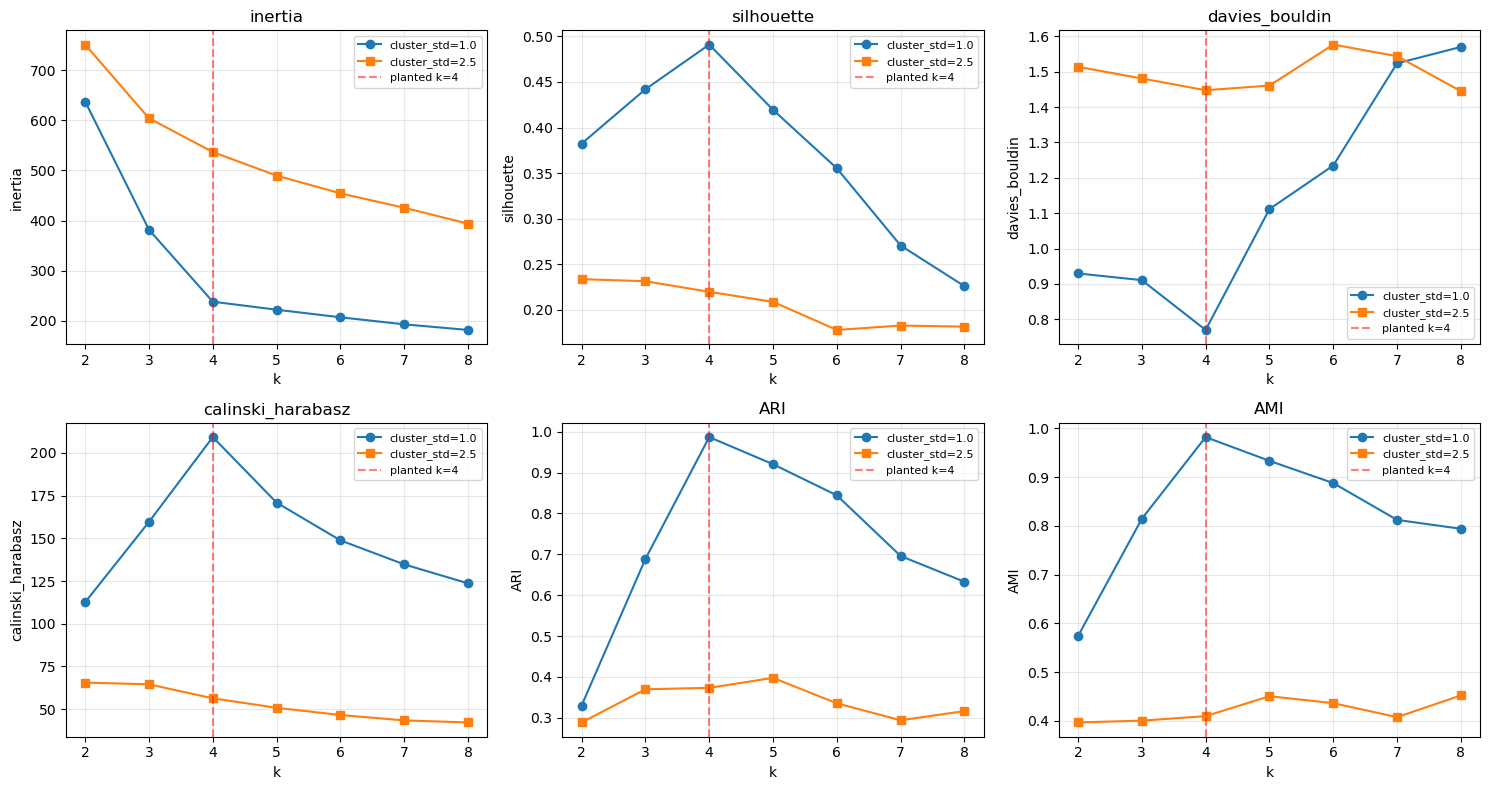 inertia
inertia
700
600
500
400
300
200
2 3 4 5 6 7 8
k
cluster_std=1.0
cluster_std=2.5
planted k=4
silhouette
silhouette
0.50
0.45
0.40
0.35
0.30
0.25
0.20
2 3 4 5 6 7 8
k
cluster_std=1.0
cluster_std=2.5
planted k=4
davies_bouldin
davies_bouldin
1.6
1.5
1.4
1.3
1.2
1.1
1.0
0.9
0.8
2 3 4 5 6 7 8
k
cluster_std=1.0
cluster_std=2.5
planted k=4
calinski_harabasz
calinski_harabasz
200
175
150
125
100
75
50
2 3 4 5 6 7 8
k
cluster_std=1.0
cluster_std=2.5
planted k=4
ARI
ARI
1.0
0.9
0.8
0.7
0.6
0.5
0.4
0.3
2 3 4 5 6 7 8
k
cluster_std=1.0
cluster_std=2.5
planted k=4
AMI
AMI
1.0
0.9
0.8
0.7
0.6
0.5
0.4
2 3 4 5 6 7 8
k
cluster_std=1.0
cluster_std=2.5
planted k=4